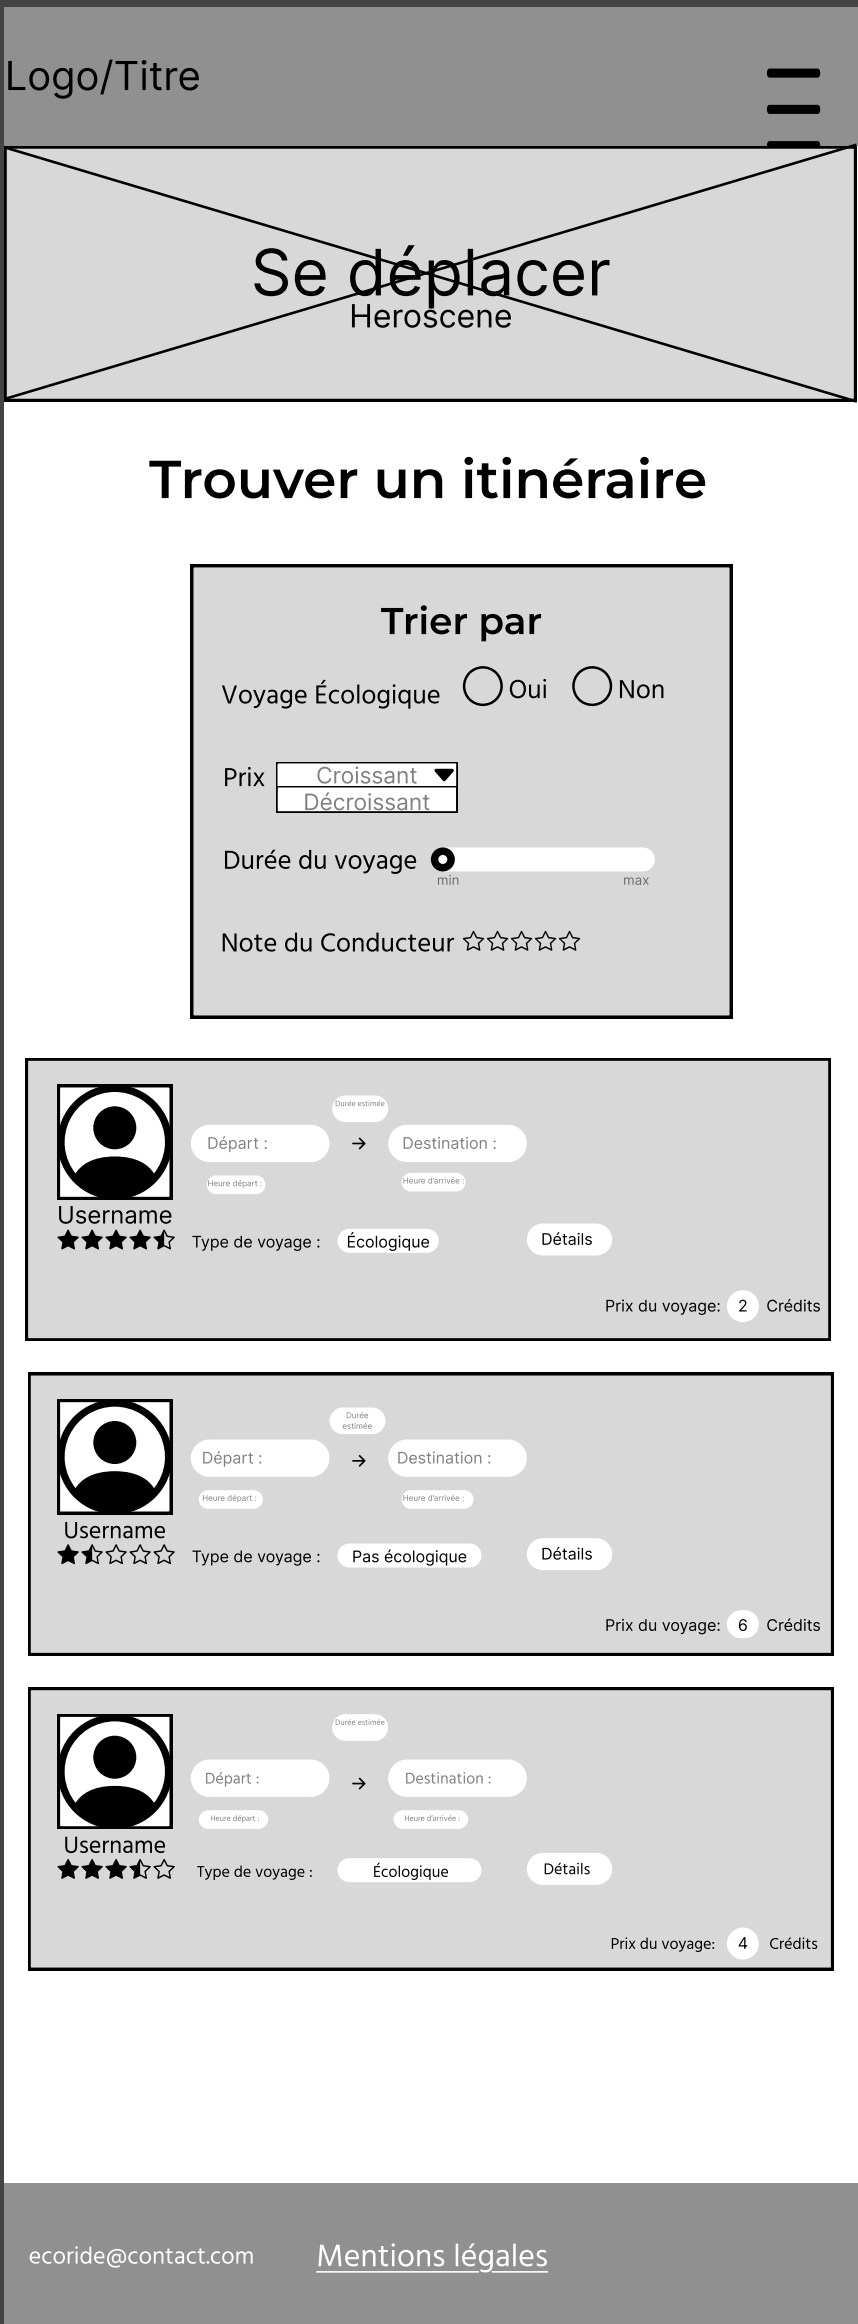 Logo/Titre
Se déplacer
Heroscene
Trouver un itinéraire
Trier par
Voyage Écologique Oui Non
Prix Croissant
Décroissant
Durée du voyage
min max
Note du Conducteur
Durée estimée
Départ : → Destination :
Heure départ : Heure d'arrivée :
Username
Type de voyage : Écologique Détails
Prix du voyage: 2 Crédits
Durée
estimée
Départ : → Destination :
Heure départ : Heure d'arrivée :
Username
Type de voyage : Pas écologique Détails
Prix du voyage: 6 Crédits
Durée estimée
Départ : → Destination :
Heure départ : Heure d'arrivée :
Username
Type de voyage : Écologique Détails
Prix du voyage: 4 Crédits
ecoride@contact.com Mentions légales